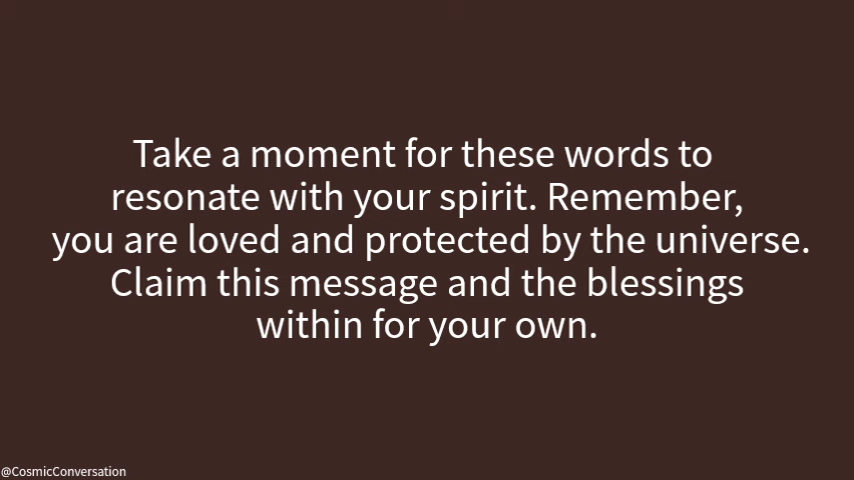 Take a moment for these words to
resonate with your spirit. Remember,
you are loved and protected by the universe.
Claim this message and the blessings
within for your own.
@CosmicConversation